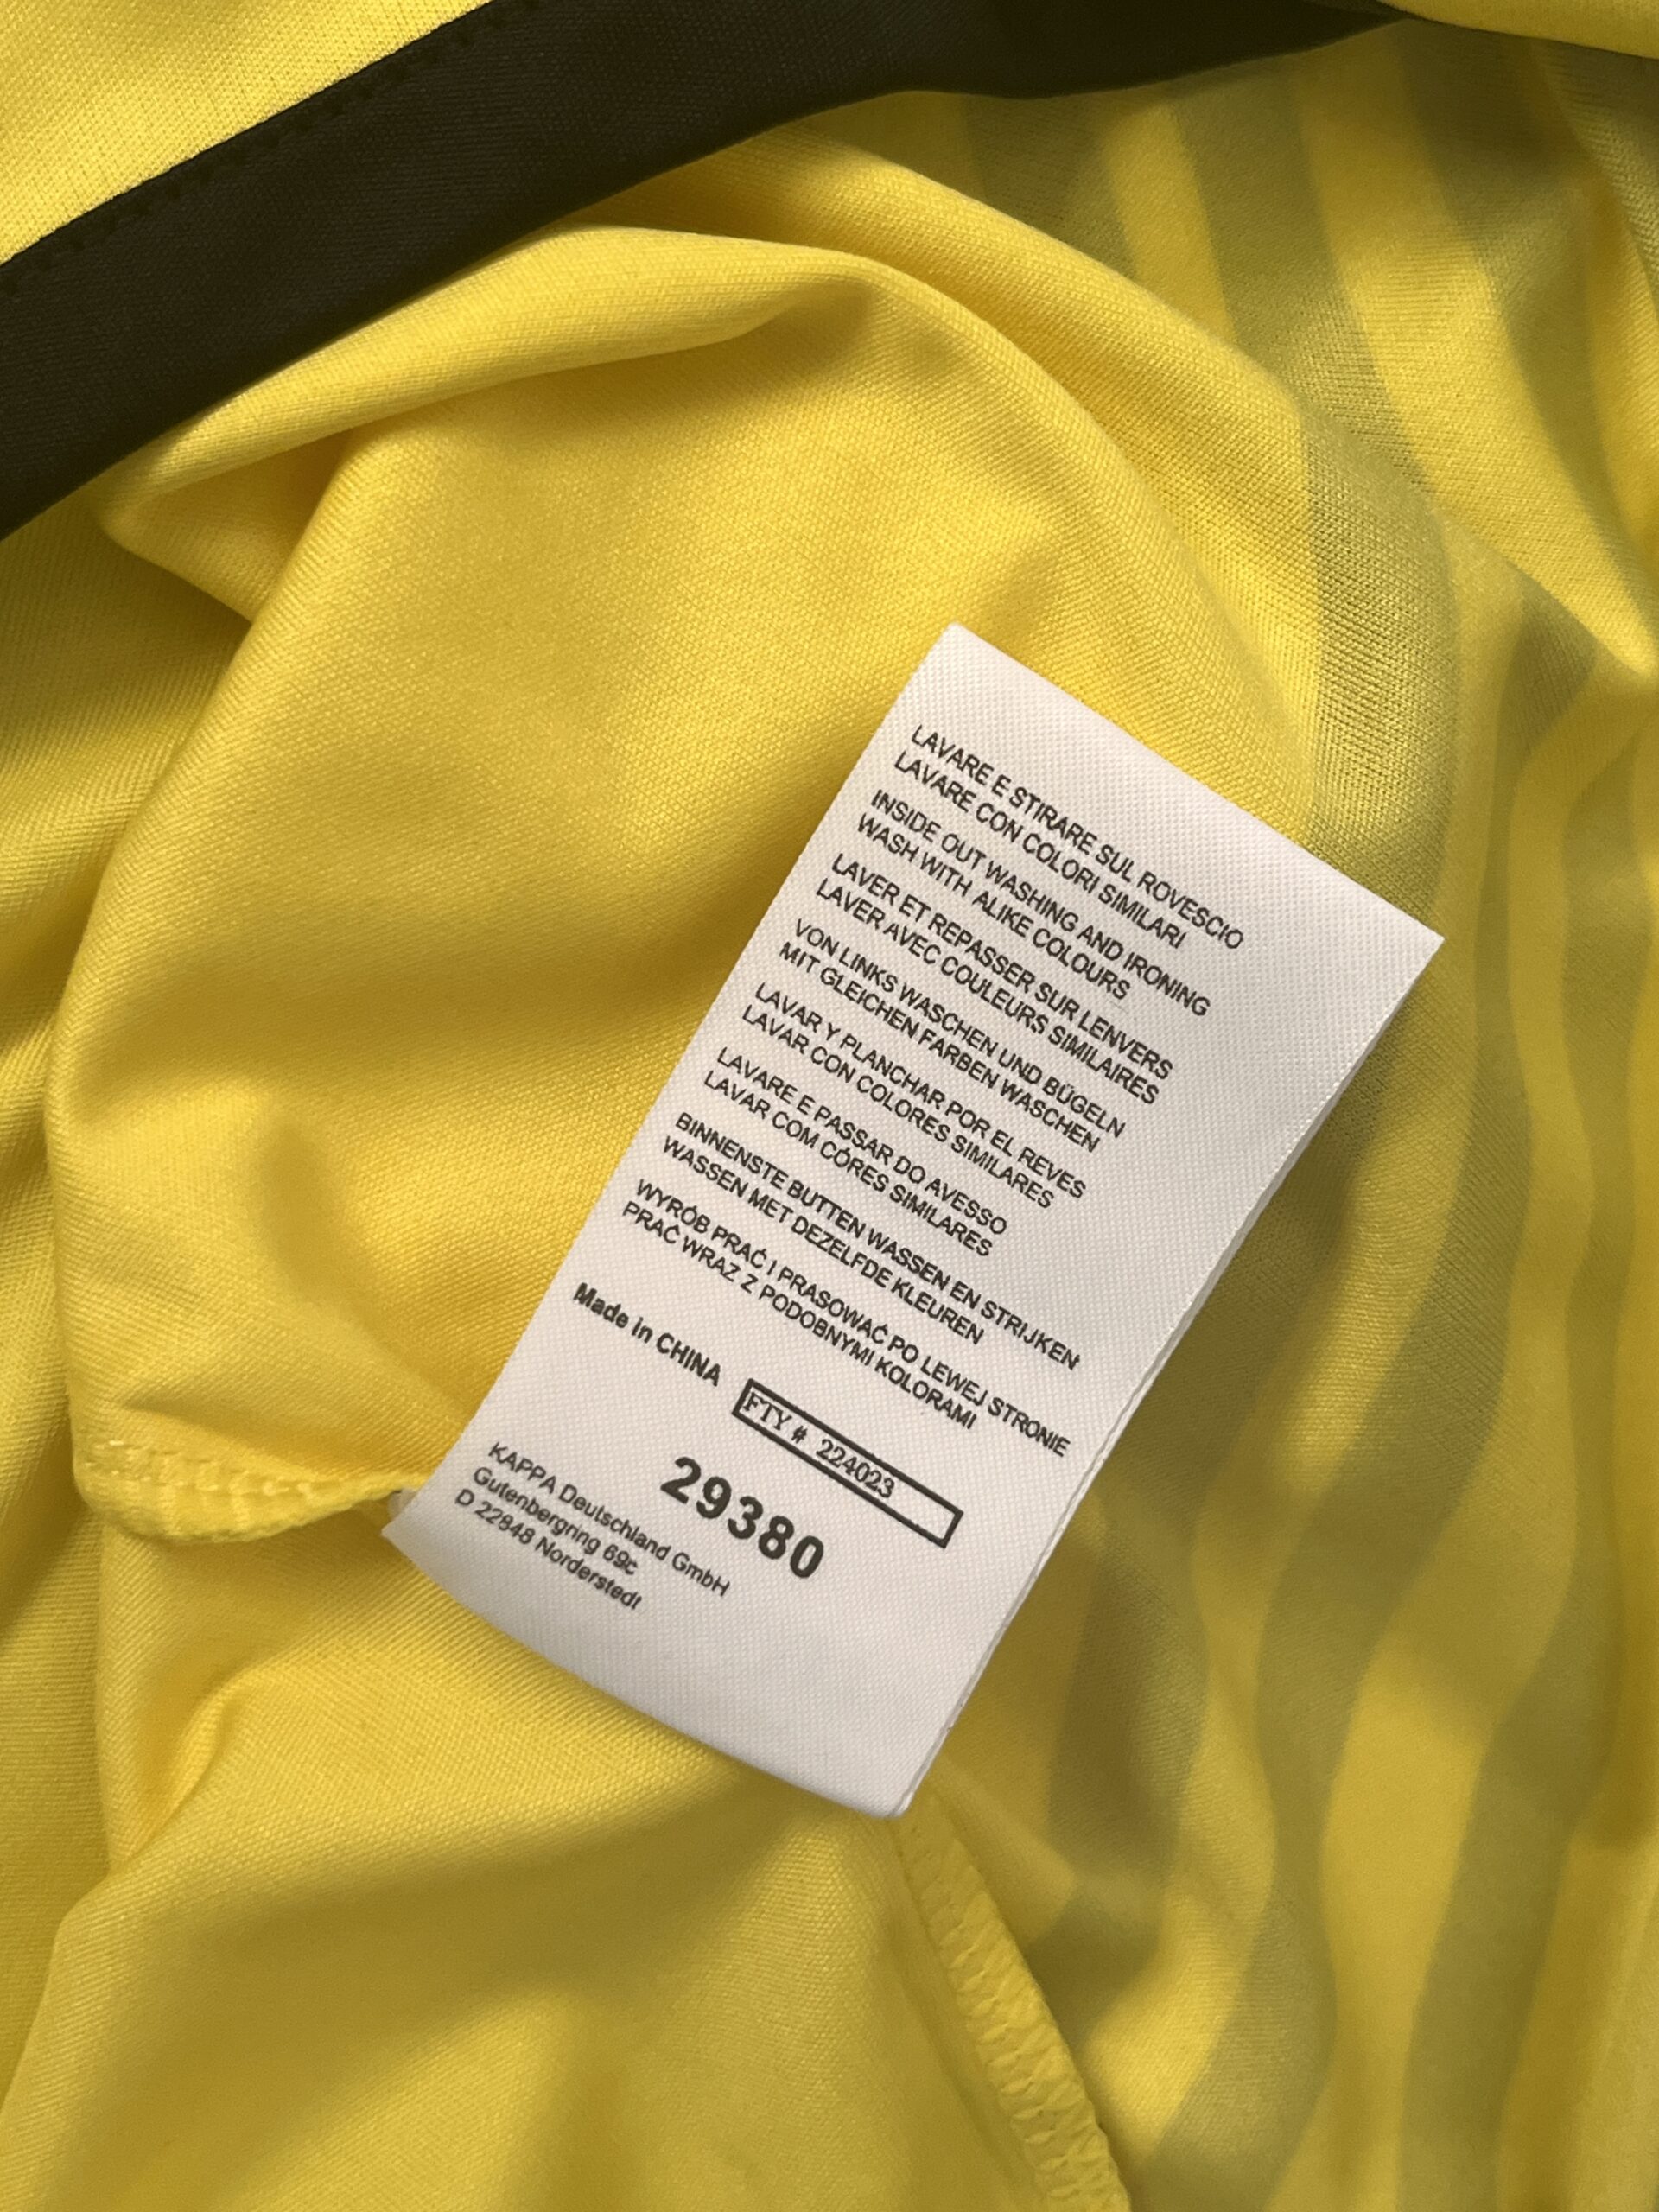 LAVARE E STIRARE SUL ROVESCIO
LAVARE CON COLORI SIMILARI
INSIDE OUT WASHING AND IRONING
WASH WITH ALIKE COLOURS
LAVER ET REPASSER SUR LENVERS
LAVER AVEC COULEURS SIMILAIRES
VON LINKS WASCHEN UND BÜGELN
MIT GLEICHEN FARBEN WASCHEN
LAVAR Y PLANCHAR POR EL REVES
LAVAR CON COLORES SIMILARES
LAVARE E PASSAR DO AVESSO
LAVAR COM CÓRES SIMILARES
BINNENSTE BUTTEN WASSEN EN STRIJKEN
WASSEN MET DEZELFDE KLEUREN
WYRÓB PRAĆ I PRASOWAĆ PO LEWEJ STRONIE
PRAĆ WRAZ Z PODOBNYMI KOLORAMI
Made in CHINA
FTY # 224023
29380
KAPPA Deutschland GmbH
Gutenbergring 69c
D 22848 Norderstedt